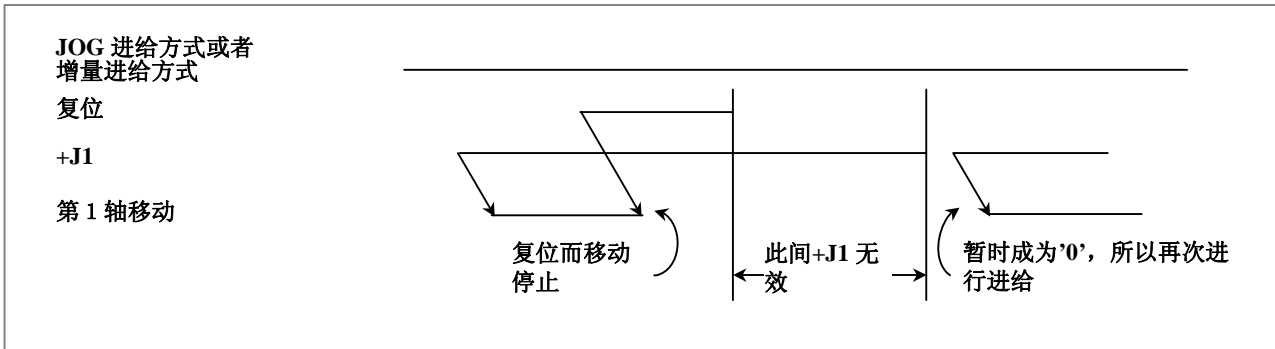 JOG 进给方式或者
增量进给方式
复位
+J1
第１轴移动
复位而移动
停止
此间+J1 无
效
暂时成为’0’，所以再次进
行进给